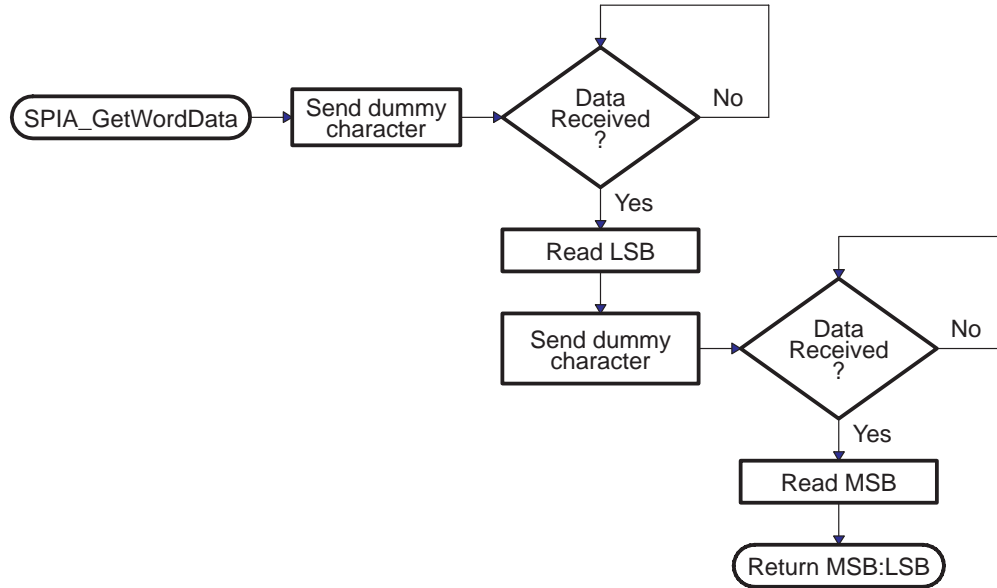 SPIA_GetWordData
Send dummy
character
Data
Received
?
No
Yes
Read LSB
Send dummy
character
Data
Received
?
No
Yes
Read MSB
Return MSB:LSB